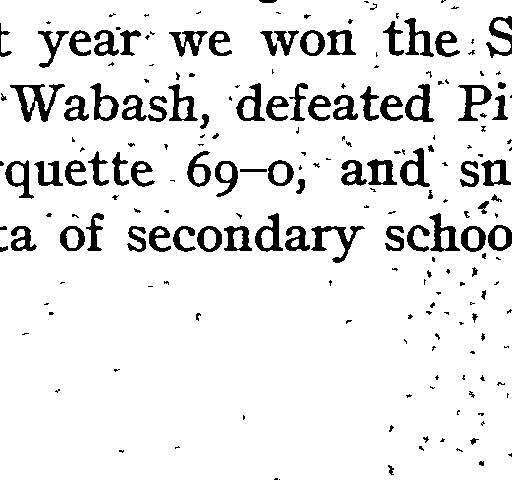 t year we won the S
Wabash, defeated Pi
rquette 69–0, and sn
ta of secondary schoo